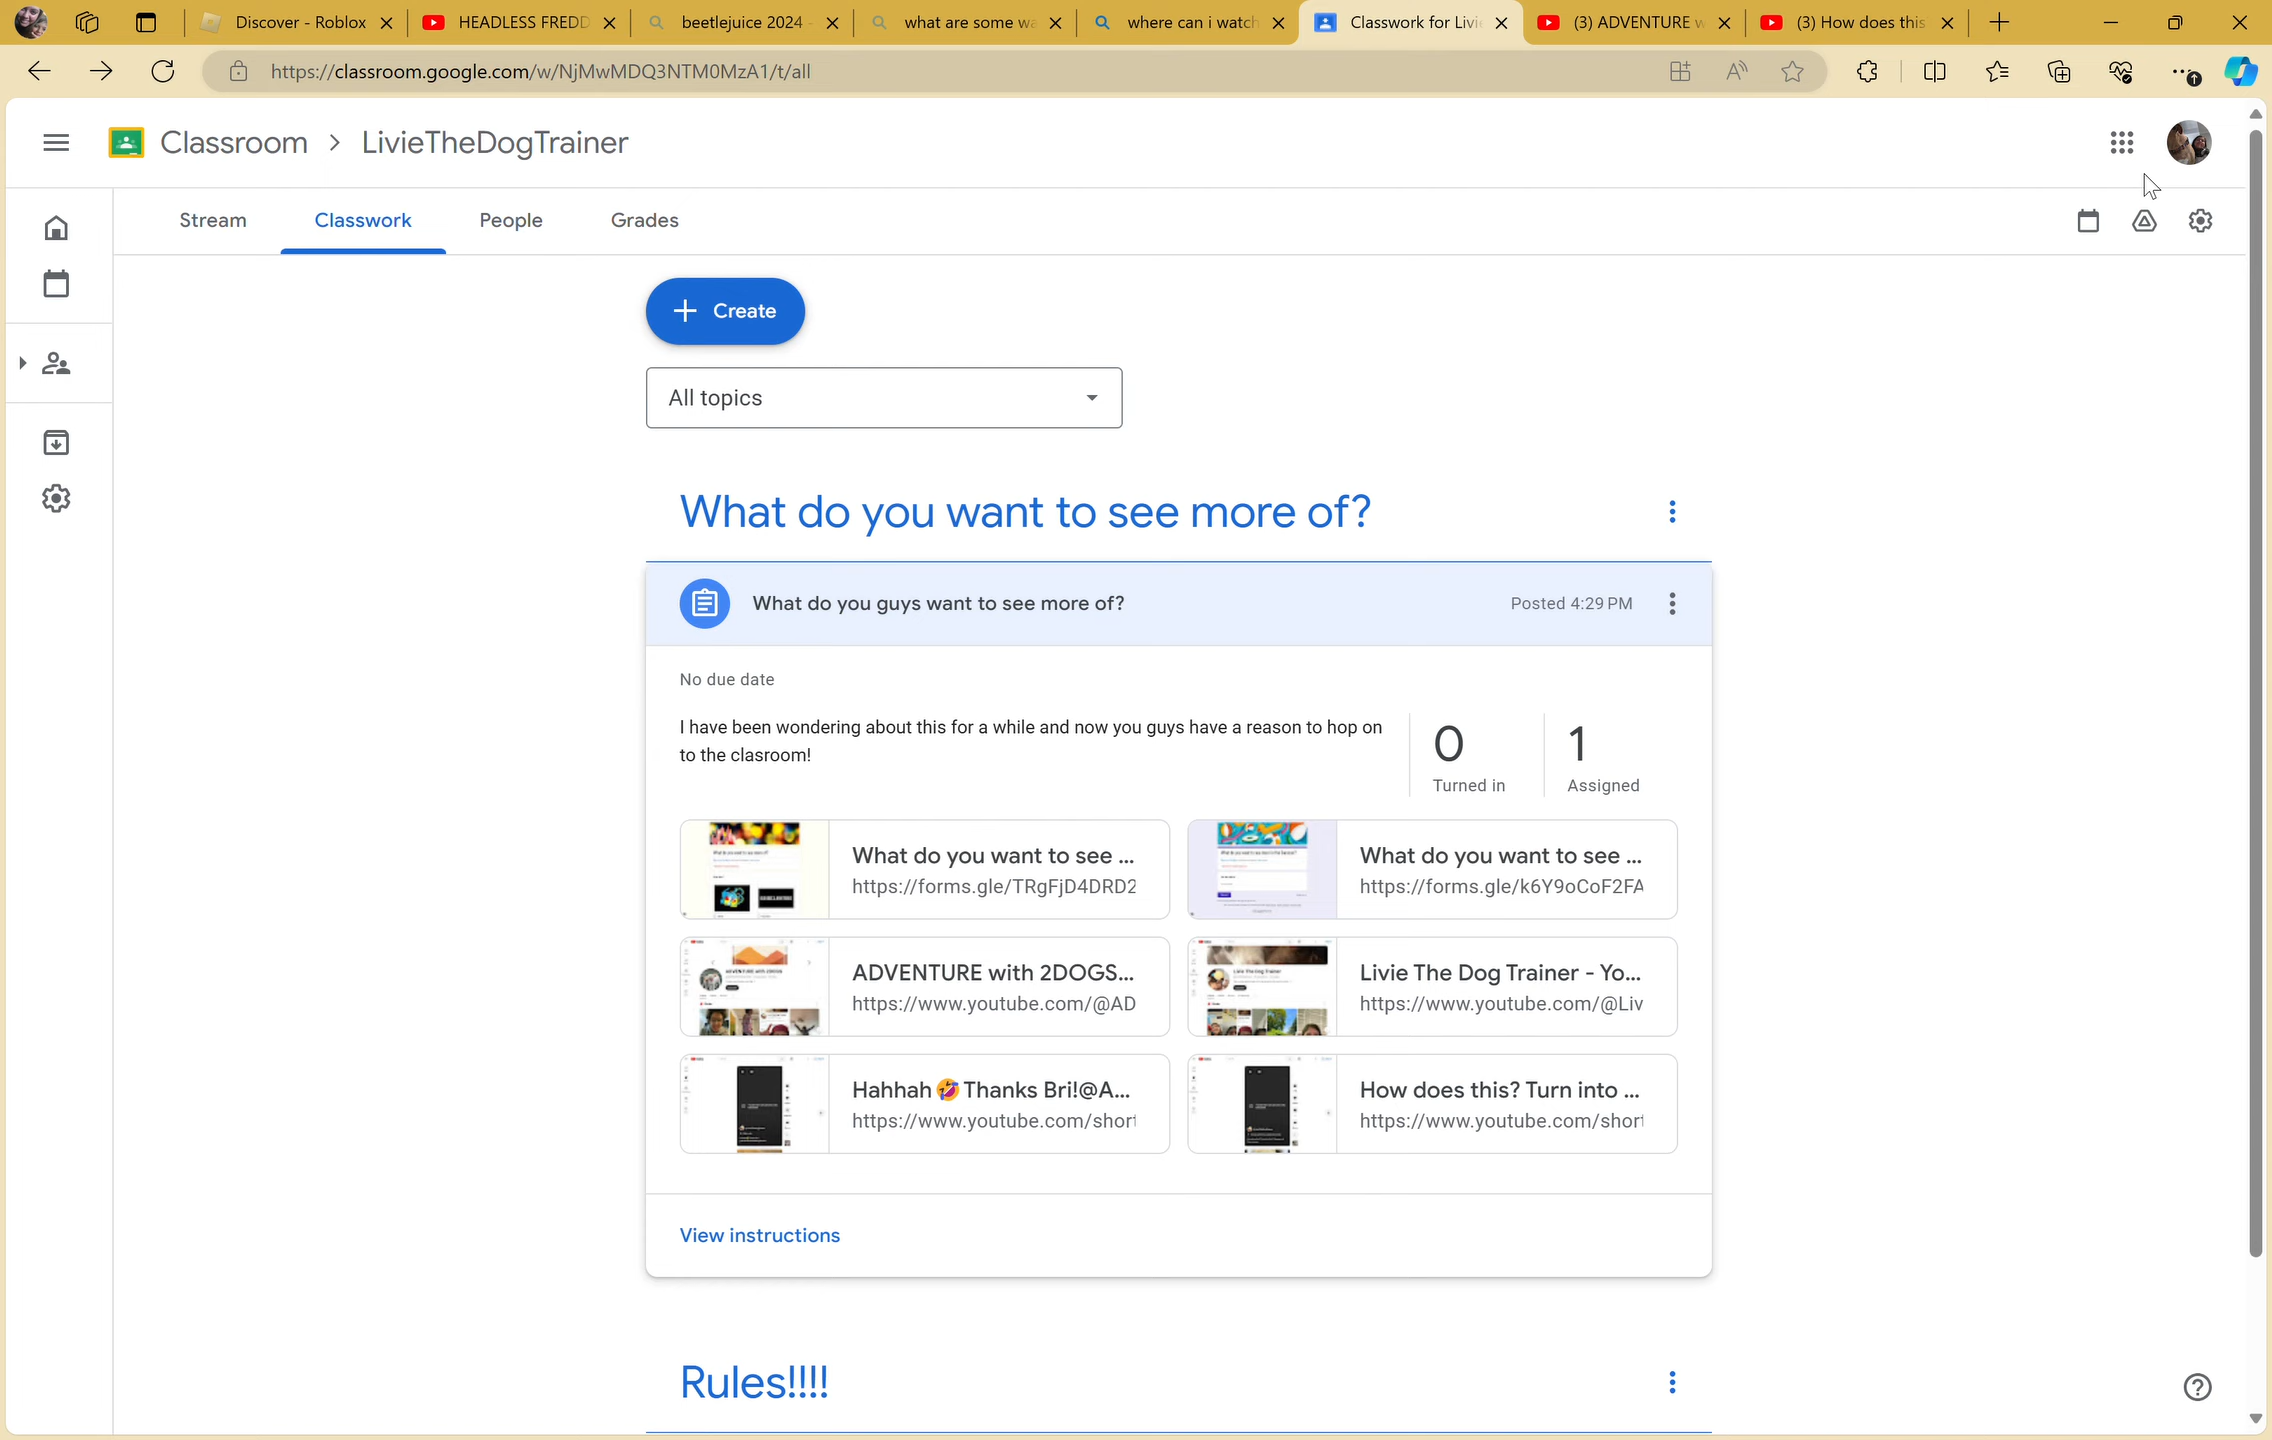 Discover - Roblox
HEADLESS FREDD
beetlejuice 2024 -
what are some wa
where can i watch
Classwork for Livie
(3) ADVENTURE w
(3) How does this
https://classroom.google.com/w/NjMwMDQ3NTM0MzA1/t/all
Classroom > LivieTheDogTrainer
Stream
Classwork
People
Grades
Create
All topics
What do you want to see more of?
What do you guys want to see more of?
Posted 4:29 PM
No due date
I have been wondering about this for a while and now you guys have a reason to hop on
to the clasroom!
0
Turned in
1
Assigned
What do you want to see ...
https://forms.gle/TRgFjD4DRD2
What do you want to see ...
https://forms.gle/k6Y9oCoF2FA
ADVENTURE with 2DOGS...
https://www.youtube.com/@AD
Livie The Dog Trainer - Yo...
https://www.youtube.com/@Liv
Hahhah 🤣 Thanks Bri!@A...
https://www.youtube.com/short
How does this? Turn into ...
https://www.youtube.com/short
View instructions
Rules!!!!